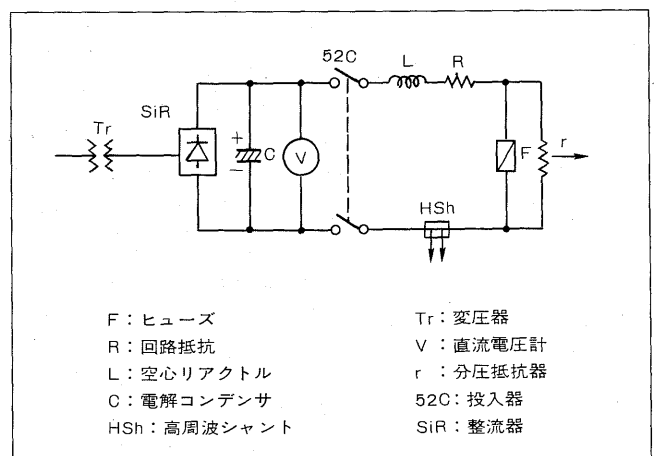 52C
L
R
SiR
Tr
+
C
V
−
F
r
HSh
F：ヒューズ
R：回路抵抗
L：空心リアクトル
C：電解コンデンサ
HSh：高周波シャント
Tr：変圧器
V：直流電圧計
r：分圧抵抗器
52C：投入器
SiR：整流器